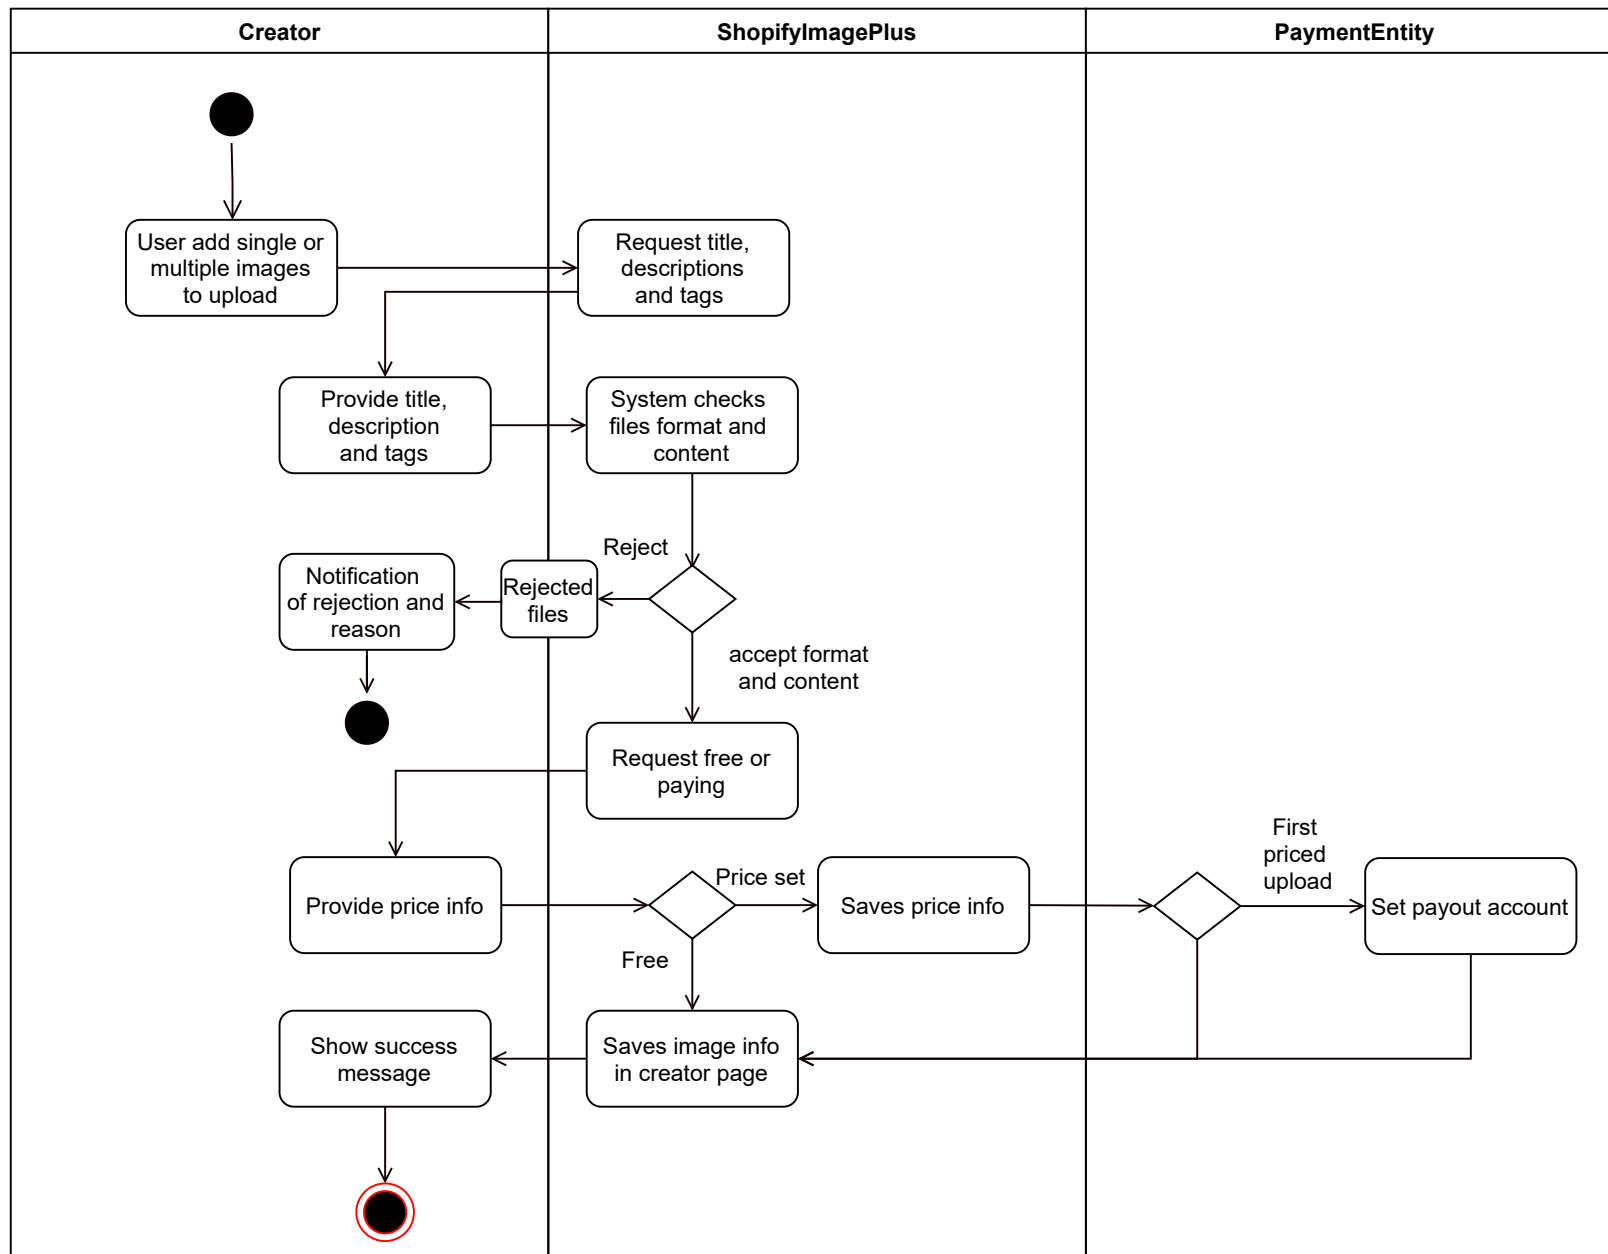 Creator
ShopifyImagePlus
PaymentEntity
User add single or
multiple images
to upload
Request title,
descriptions
and tags
Provide title,
description
and tags
System checks
files format and
content
Reject
Notification
of rejection and
reason
Rejected
files
accept format
and content
Request free or
paying
First
priced
upload
Provide price info
Price set
Saves price info
Set payout account
Free
Show success
message
Saves image info
in creator page